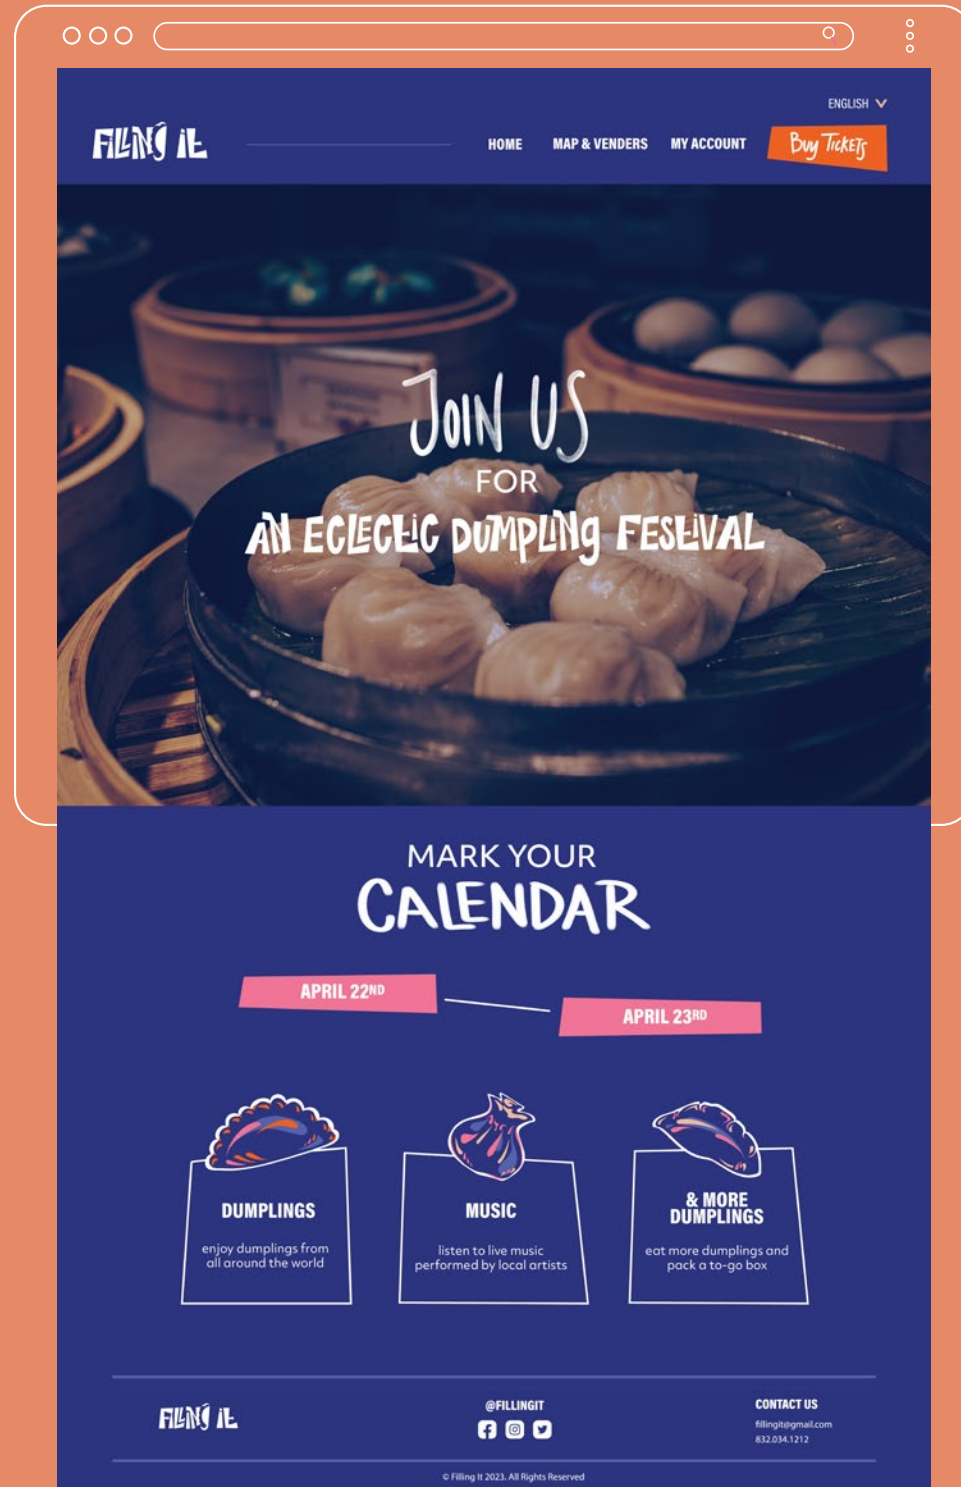 ENGLISH
FiLLiNG iT
HOME MAP & VENDERS MY ACCOUNT Buy Tickets
JOIN US
FOR
AN ECLECTIC DUMPLING FESTIVAL
MARK YOUR
CALENDAR
APRIL 22ND
APRIL 23RD
DUMPLINGS
enjoy dumplings from
all around the world
MUSIC
listen to live music
performed by local artists
& MORE
DUMPLINGS
eat more dumplings and
pack a to-go box
FiLLiNG iT
@FILLINGIT
CONTACT US
fillingit@gmail.com
832.034.1212
© Filling It 2023. All Rights Reserved